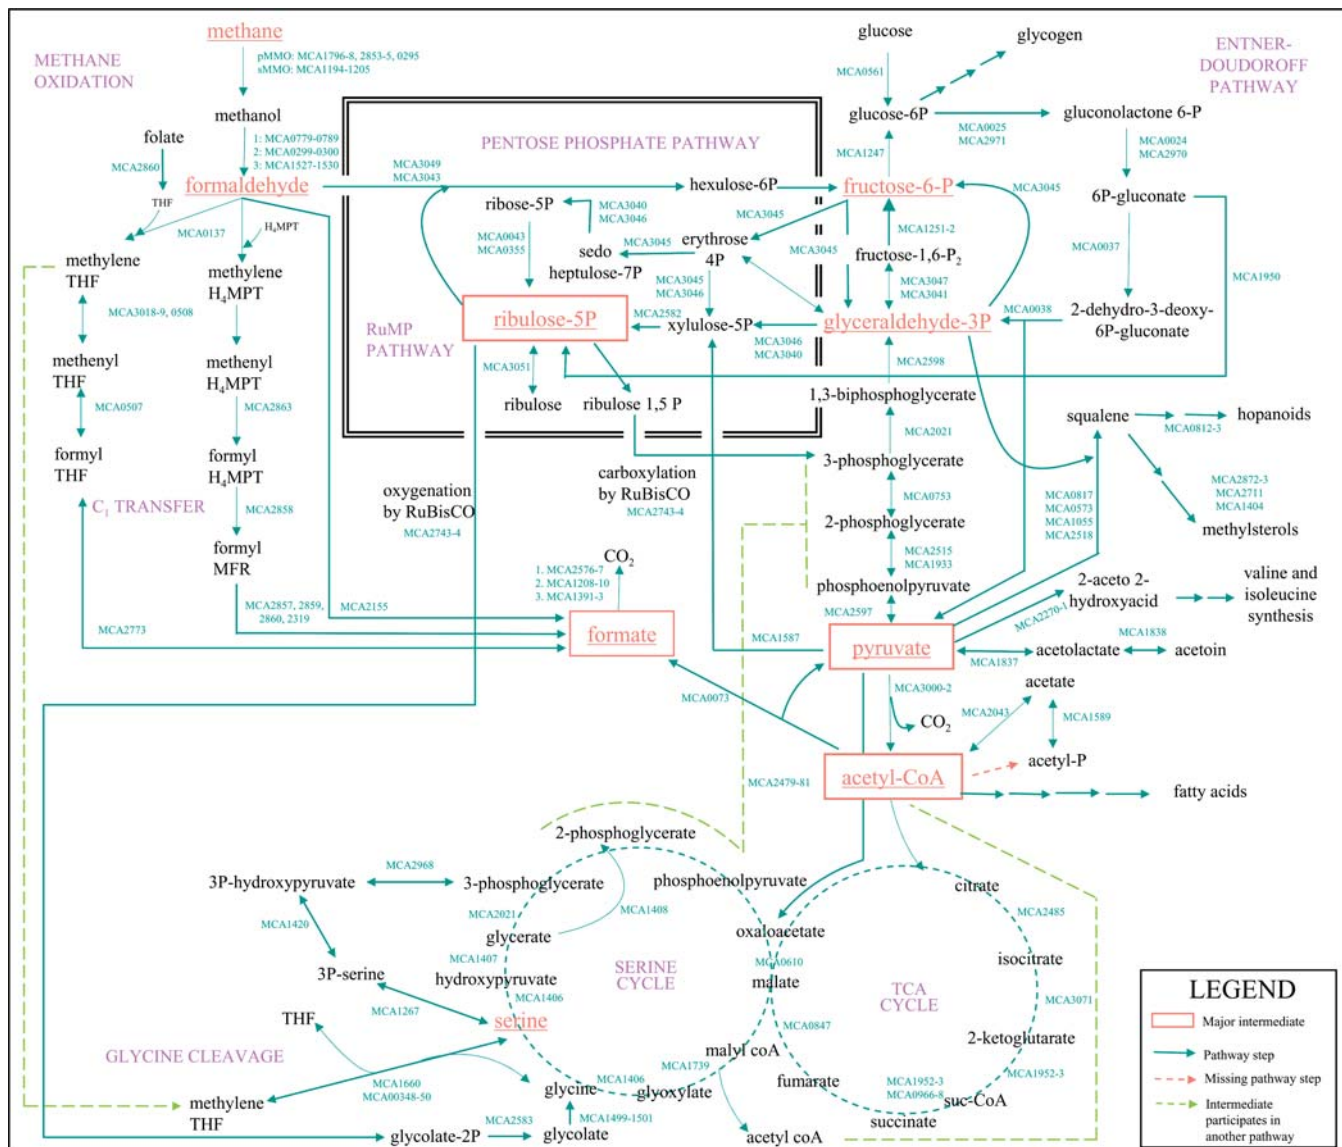 methane
METHANE
OXIDATION
pMMO: MCA1796-8, 2853-5, 0295
sMMO: MCA1194-1205
methanol
1: MCA0779-0789
2: MCA0299-0300
3: MCA1527-1530
folate
MCA2860
THF
formaldehyde
MCA0137
H₄MPT
methylene
THF
methylene
H₄MPT
MCA3018-9, 0508
methenyl
THF
methenyl
H₄MPT
MCA0507
MCA2863
formyl
THF
formyl
H₄MPT
C₁ TRANSFER
MCA2858
formyl
MFR
MCA2857, 2859,
2860, 2319
MCA2155
MCA2773
PENTOSE PHOSPHATE PATHWAY
MCA3049
MCA3043
hexulose-6P
ribose-5P
MCA3040
MCA3046
MCA3045
MCA0043
MCA0355
sedo
heptulose-7P
MCA3045
erythrose
4P
MCA3045
MCA3045
MCA3046
ribulose-5P
MCA2582
xylulose-5P
MCA3046
MCA3040
RuMP
PATHWAY
MCA3051
ribulose
ribulose 1,5 P
oxygenation
by RuBisCO
MCA2743-4
carboxylation
by RuBisCO
MCA2743-4
CO₂
1. MCA2576-7
2. MCA1208-10
3. MCA1391-3
formate
glucose
glycogen
MCA0561
ENTNER-
DOUDOROFF
PATHWAY
glucose-6P
MCA0025
MCA2971
gluconolactone 6-P
MCA1247
MCA0024
MCA2970
fructose-6-P
MCA3045
6P-gluconate
MCA1251-2
MCA0037
fructose-1,6-P₂
MCA1950
MCA3047
MCA3041
MCA0038
glyceraldehyde-3P
2-dehydro-3-deoxy-
6P-gluconate
MCA2598
1,3-biphosphoglycerate
MCA2021
3-phosphoglycerate
MCA0753
2-phosphoglycerate
MCA2515
MCA1933
phosphoenolpyruvate
MCA2597
squalene
MCA0812-3
hopanoids
MCA2872-3
MCA2711
MCA1404
methylsterols
MCA0817
MCA0573
MCA1055
MCA2518
2-aceto 2-
hydroxyacid
valine and
isoleucine
synthesis
MCA2270-1
MCA1587
pyruvate
MCA1837
acetolactate
MCA1838
acetoin
MCA0073
MCA3000-2
CO₂
acetate
MCA2043
MCA1589
acetyl-P
MCA2479-81
acetyl-CoA
fatty acids
2-phosphoglycerate
3P-hydroxypyruvate
MCA2968
3-phosphoglycerate
phosphoenolpyruvate
MCA1408
MCA2021
glycerate
MCA1420
MCA1407
hydroxypyruvate
3P-serine
MCA1406
SERINE
CYCLE
oxaloacetate
MCA0610
malate
MCA1267
serine
THF
GLYCINE CLEAVAGE
MCA0847
malyl coA
MCA1739
MCA1660
MCA00348-50
MCA1406
glycine
glyoxylate
methylene
THF
MCA2583
MCA1499-1501
glycolate-2P
glycolate
acetyl coA
citrate
MCA2485
isocitrate
TCA
CYCLE
MCA3071
2-ketoglutarate
fumarate
MCA1952-3
MCA0966-8
MCA1952-3
suc-CoA
succinate
LEGEND
Major intermediate
Pathway step
Missing pathway step
Intermediate
participates in
another pathway